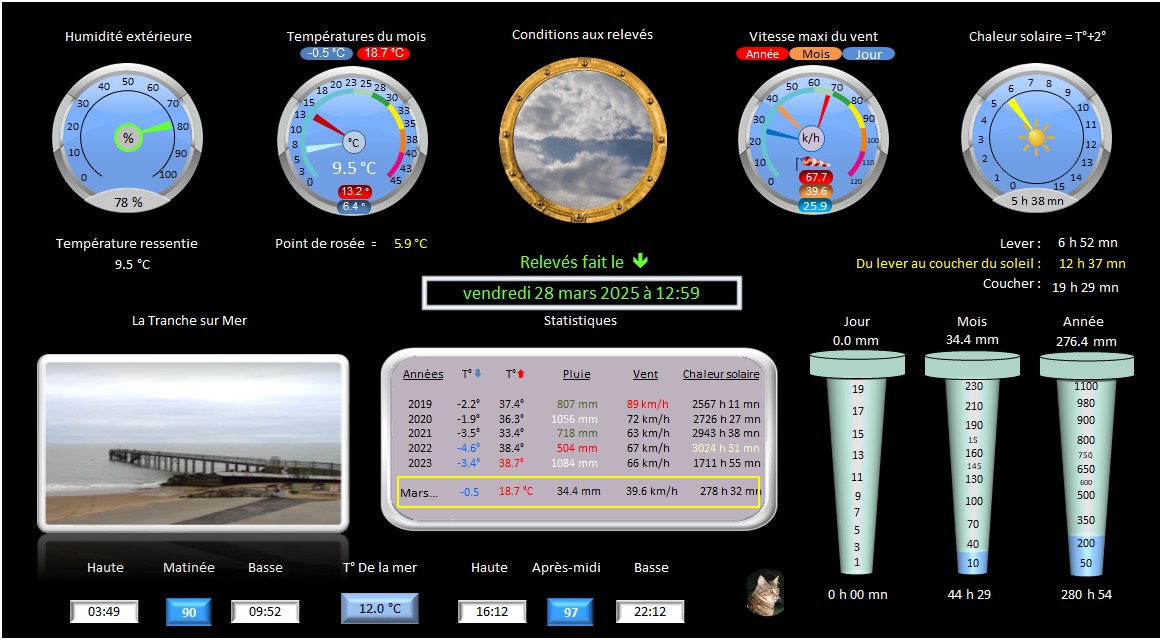 Humidité extérieure
Températures du mois
Conditions aux relevés
Vitesse maxi du vent
Chaleur solaire = T°+2°
-0.5 °C 18.7 °C
Année Mois Jour
0 10 20 30 40 50 60 70 80 90 100
%
78 %
0 3 5 8 10 13 15 18 20 23 25 28 30 33 35 38 40 43 45
°C
9.5 °C
13.2 °
6.4 °
0 10 20 30 40 50 60 70 80 90 100 110 120
k/h
67.7
39.6
25.9
0 1 2 3 4 5 6 7 8 9 10 11 12 13 14 15
5 h 38 mn
Température ressentie
9.5 °C
Point de rosée = 5.9 °C
Relevés fait le
vendredi 28 mars 2025 à 12:59
Lever : 6 h 52 mn
Du lever au coucher du soleil : 12 h 37 mn
Coucher : 19 h 29 mn
La Tranche sur Mer
Statistiques
Années T° T° Pluie Vent Chaleur solaire
2019 -2.2° 37.4° 807 mm 89 km/h 2567 h 11 mn
2020 -1.9° 36.3° 1056 mm 72 km/h 2726 h 27 mn
2021 -3.5° 33.4° 718 mm 63 km/h 2943 h 38 mn
2022 -4.6° 38.4° 504 mm 67 km/h 3024 h 31 mn
2023 -3.4° 38.7° 1084 mm 66 km/h 1711 h 55 mn
Mars... -0.5 18.7 °C 34.4 mm 39.6 km/h 278 h 32 mn
Jour
0.0 mm
19
17
15
13
11
9
7
5
3
1
0 h 00 mn
Mois
34.4 mm
230
210
190
15
160
145
130
100
70
40
10
44 h 29
Année
276.4 mm
1100
980
900
800
750
650
600
500
350
200
50
280 h 54
Haute Matinée Basse
03:49 90 09:52
T° De la mer
12.0 °C
Haute Après-midi Basse
16:12 97 22:12